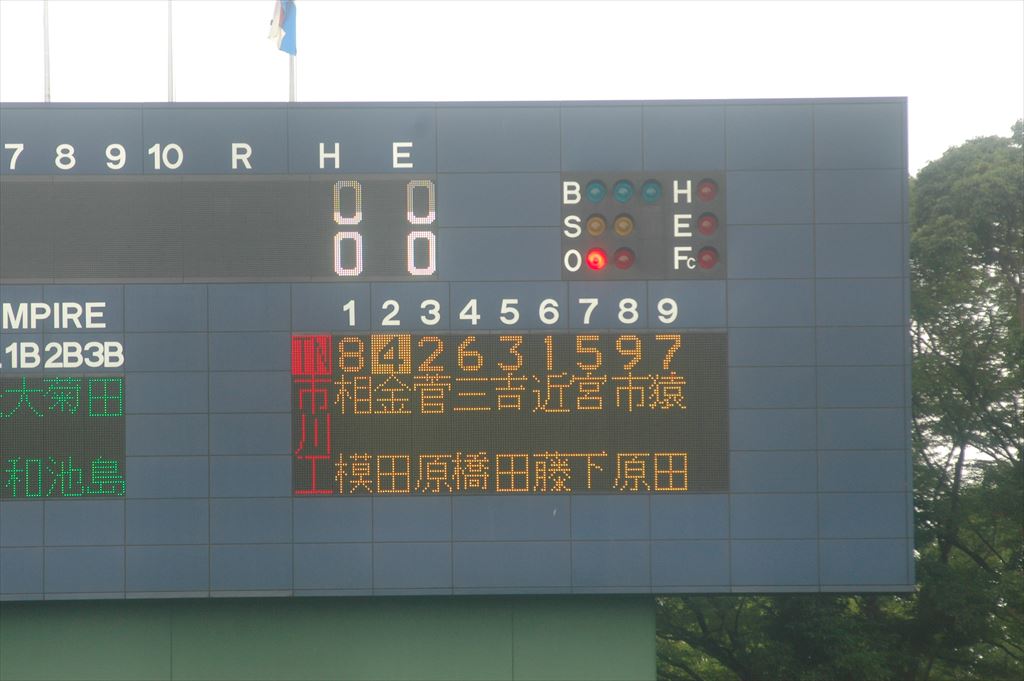 7 8 9 10 R H E
0 0
0 0
B H
S E
O Fc
MPIRE
1B 2B 3B
大 菊 田
和 池 島
1 2 3 4 5 6 7 8 9
8 4 2 6 3 1 5 9 7
市川工
相模 金田 菅原 三橋 吉田 近藤 宮下 市原 猿田